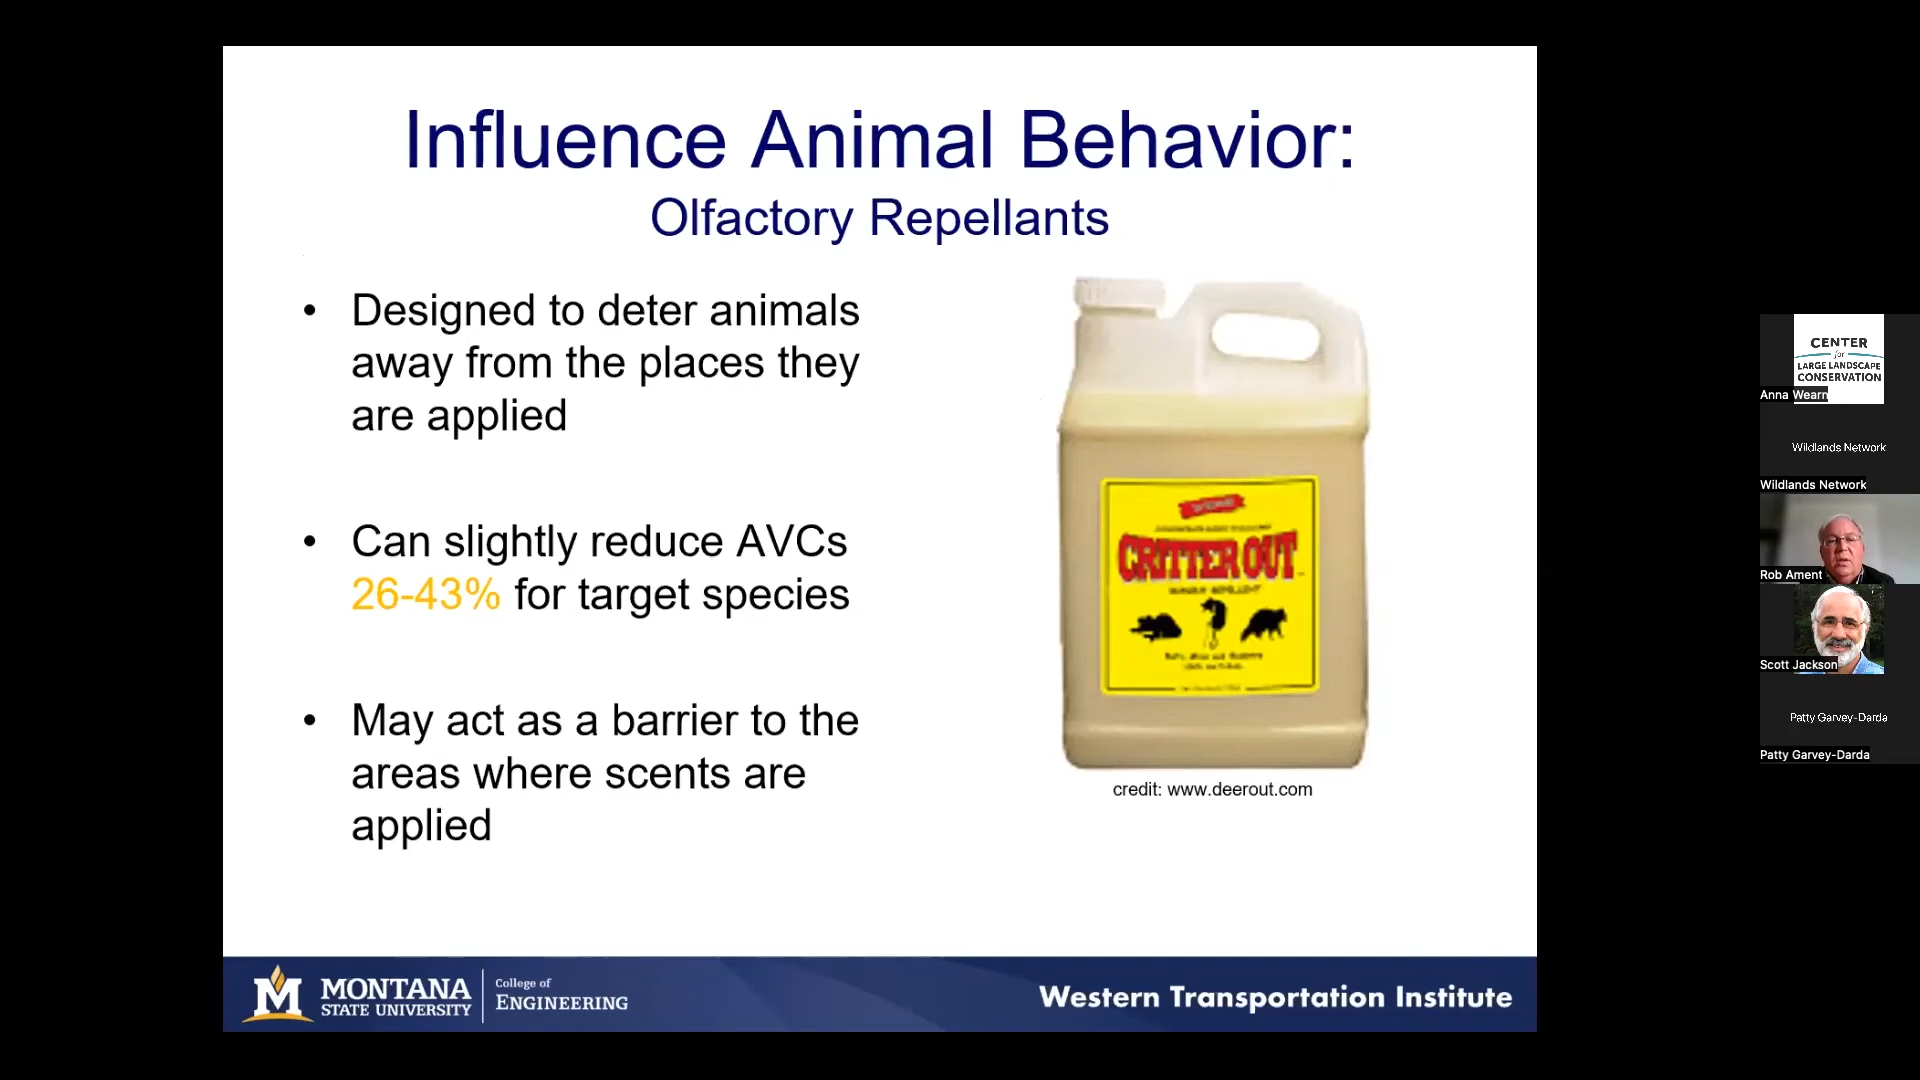 Influence Animal Behavior:
Olfactory Repellants
• Designed to deter animals
away from the places they
are applied
• Can slightly reduce AVCs
26-43% for target species
• May act as a barrier to the
areas where scents are
applied
CRITTER OUT
credit: www.deerout.com
M MONTANA
STATE UNIVERSITY
College of
ENGINEERING
Western Transportation Institute
CENTER
for
LARGE LANDSCAPE
CONSERVATION
Anna Wearn
Wildlands Network
Wildlands Network
Rob Ament
Scott Jackson
Patty Garvey-Darda
Patty Garvey-Darda